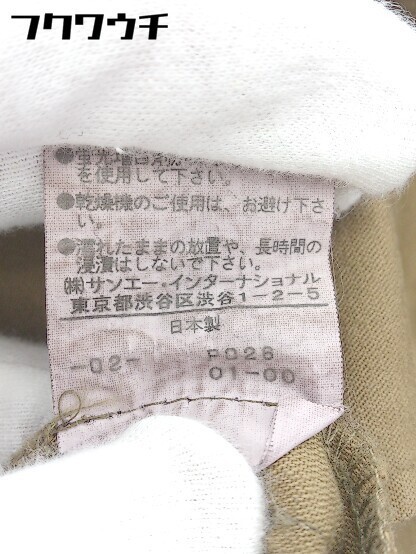 フクワウチ
を使用して下さい。
●乾燥機のご使用は、お避け下さ
い。
●濡れたままの放置や、長時間の
浸漬はしないで下さい。
㈱サンエー・インターナショナル
東京都渋谷区渋谷1-2-5
日本製
-02- F028
01-00